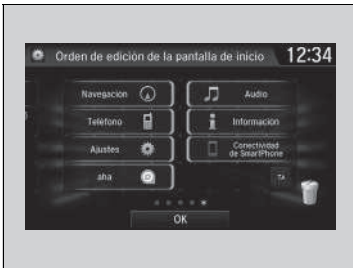 Orden de edición de la pantalla de inicio 12:34
Navegación Audio
Teléfono Información
Ajustes Conectividad
de SmartPhone
aha
TA
OK